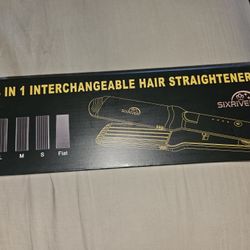 IN 1 INTERCHANGEABLE HAIR STRAIGHTENER
SIXRIVE
L M S Flat